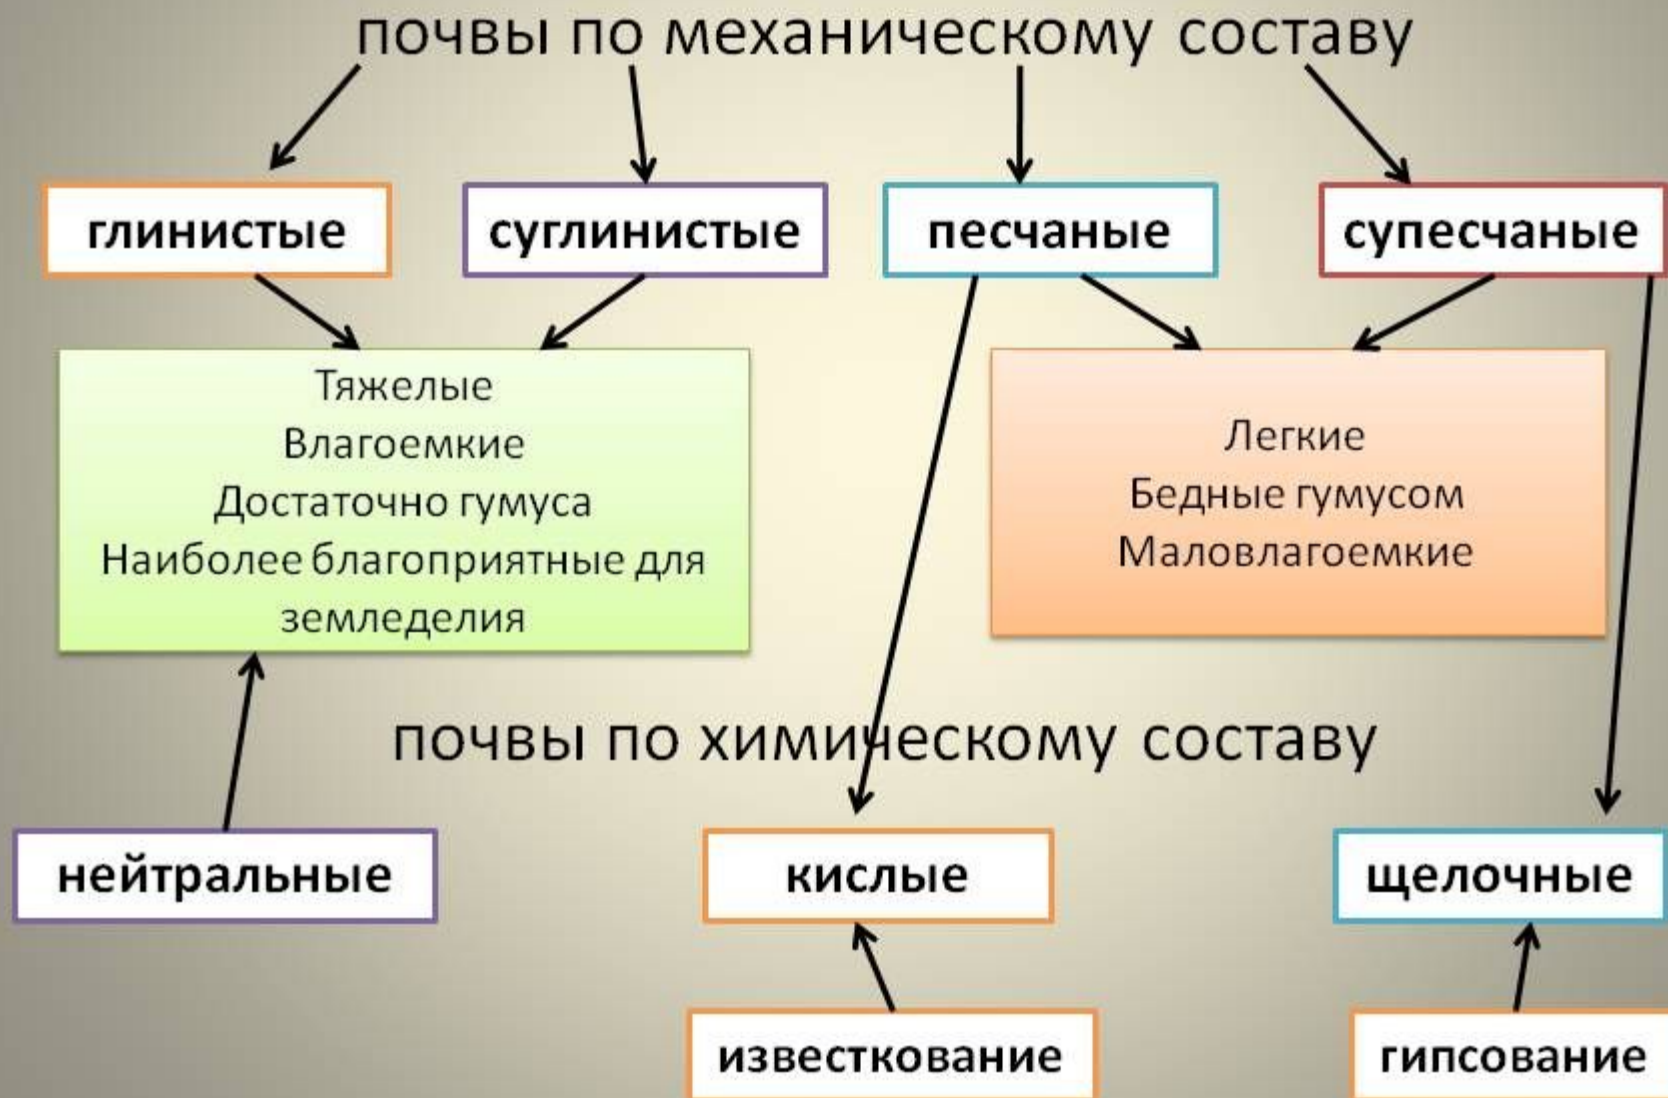 почвы по механическому составу
глинистые
суглинистые
песчаные
супесчаные
Тяжелые
Влагоемкие
Достаточно гумуса
Наиболее благоприятные для
земледелия
Легкие
Бедные гумусом
Маловлагоемкие
почвы по химическому составу
нейтральные
кислые
щелочные
известкование
гипсование